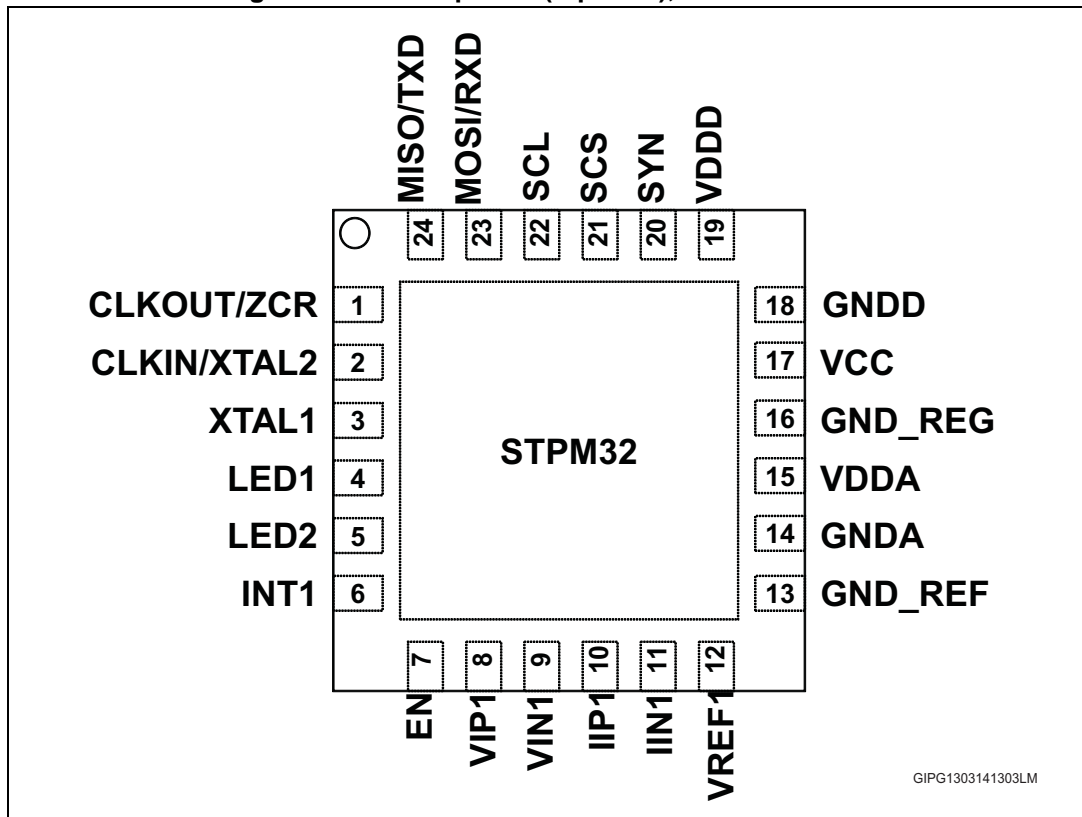 MISO/TXD
MOSI/RXD
SCL
SCS
SYN
VDDD
24
23
22
21
20
19
CLKOUT/ZCR 1
CLKIN/XTAL2 2
XTAL1 3
LED1 4
LED2 5
INT1 6
STPM32
18 GNDD
17 VCC
16 GND_REG
15 VDDA
14 GNDA
13 GND_REF
7
8
9
10
11
12
EN
VIP1
VIN1
IIP1
IIN1
VREF1
GIPG1303141303LM